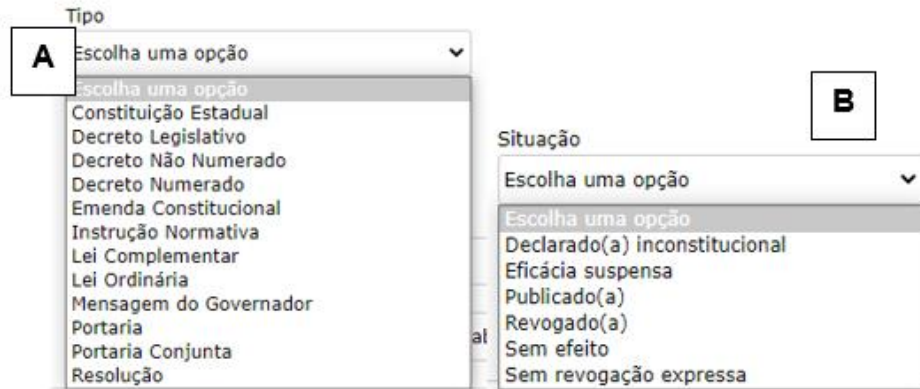 Tipo
A
Escolha uma opção
Escolha uma opção
Constituição Estadual
Decreto Legislativo
Decreto Não Numerado
Decreto Numerado
Emenda Constitucional
Instrução Normativa
Lei Complementar
Lei Ordinária
Mensagem do Governador
Portaria
Portaria Conjunta
Resolução
B
Situação
Escolha uma opção
Escolha uma opção
Declarado(a) inconstitucional
Eficácia suspensa
Publicado(a)
Revogado(a)
Sem efeito
Sem revogação expressa